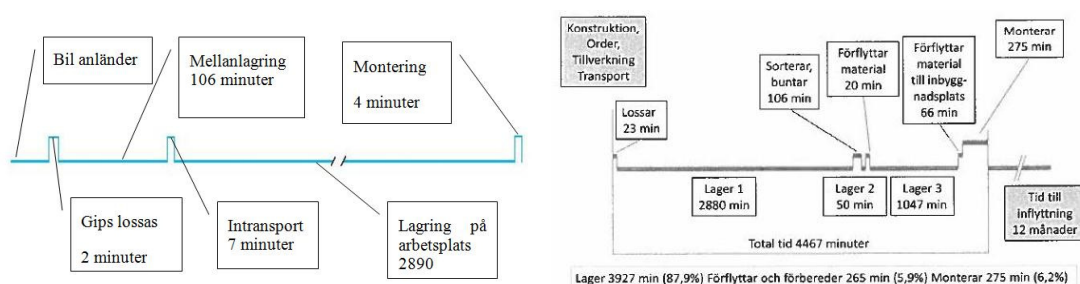 Bil anländer
Mellanlagring
106 minuter
Montering
4 minuter
Gips lossas
2 minuter
Intransport
7 minuter
Lagring på
arbetsplats
2890
Konstruktion,
Order,
Tillverkning
Transport
Lossar
23 min
Sorterar,
buntar
106 min
Förflyttar
material
20 min
Förflyttar
material
till inbygg-
nadsplats
66 min
Monterar
275 min
Lager 1
2880 min
Lager 2
50 min
Lager 3
1047 min
Tid till
inflyttning
12 månader
Total tid 4467 minuter
Lager 3927 min (87,9%) Förflyttar och förbereder 265 min (5,9%) Monterar 275 min (6,2%)